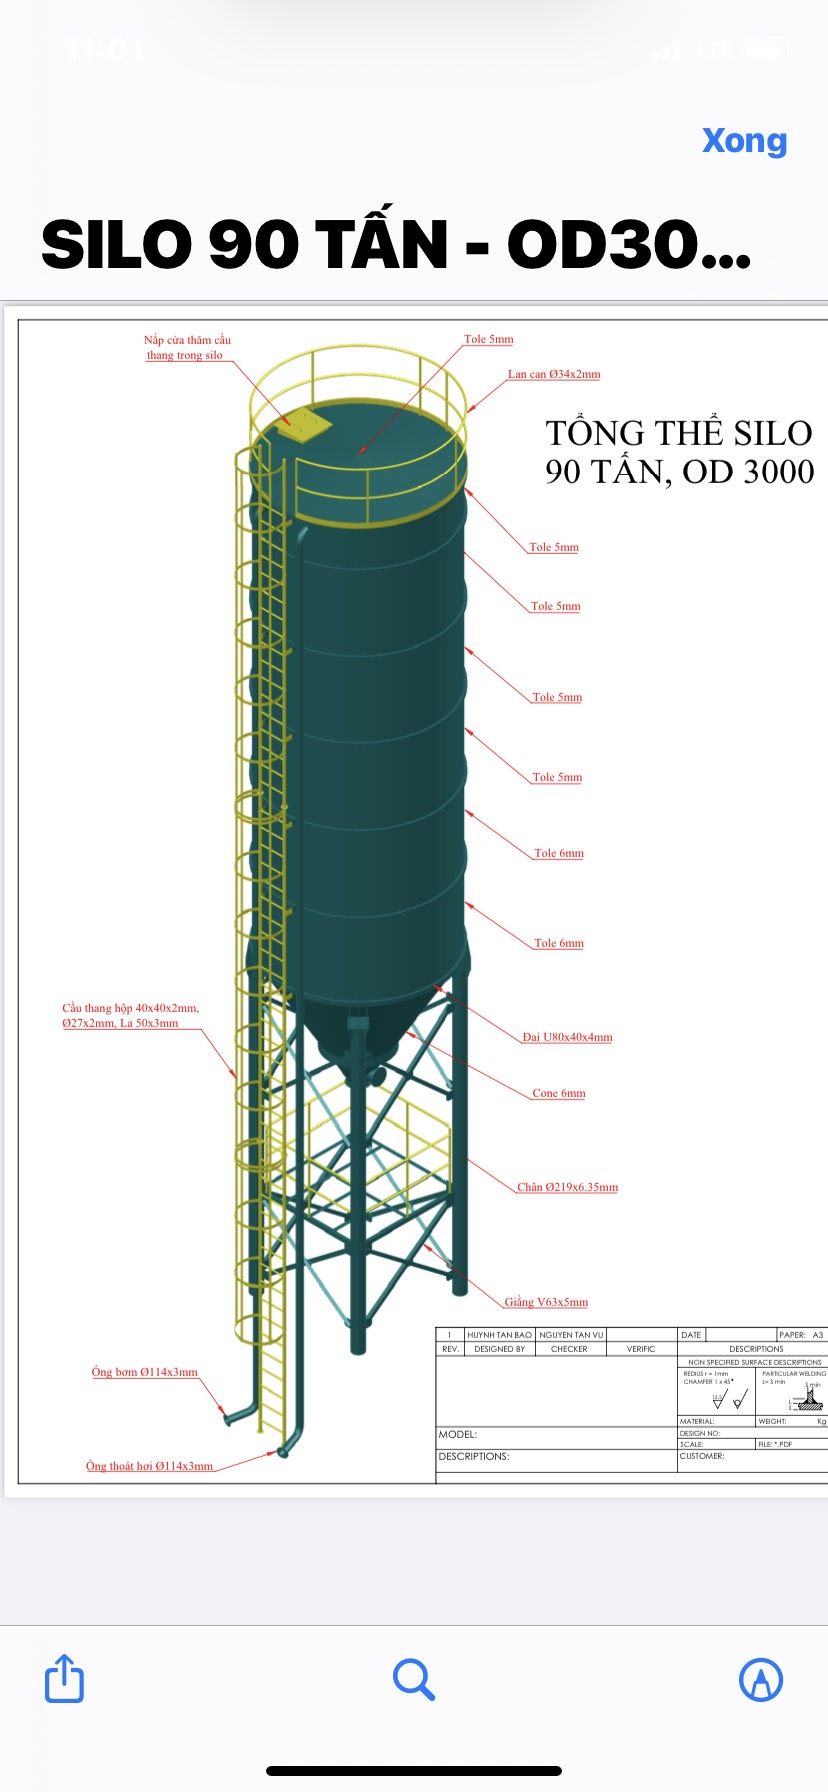 11:01
LTE
Xong
SILO 90 TẤN - OD30...
Nắp cửa thăm cầu
thang trong silo
Tole 5mm
Lan can Ø34x2mm
TỔNG THỂ SILO
90 TẤN, OD 3000
Tole 5mm
Tole 5mm
Tole 5mm
Tole 5mm
Tole 6mm
Tole 6mm
Cầu thang hộp 40x40x2mm,
Ø27x2mm, La 50x3mm
Đai U80x40x4mm
Cone 6mm
Chân Ø219x6.35mm
Giằng V63x5mm
Ống bơm Ø114x3mm
Ống thoát hơi Ø114x3mm
1 HUYNH TAN BAO NGUYEN TAN VU DATE PAPER: A3
REV. DESIGNED BY CHECKER VERIFIC DESCRIPTIONS
NON SPECIFIED SURFACE DESCRIPTIONS
REDIUS r = 1mm PARTICULAR WELDING
CHAMFER 1 x 45° L= S min
S min
12.5
MATERIAL: WEIGHT: Kg
MODEL: DESIGN NO:
SCALE: FILE: *.PDF
DESCRIPTIONS: CUSTOMER: